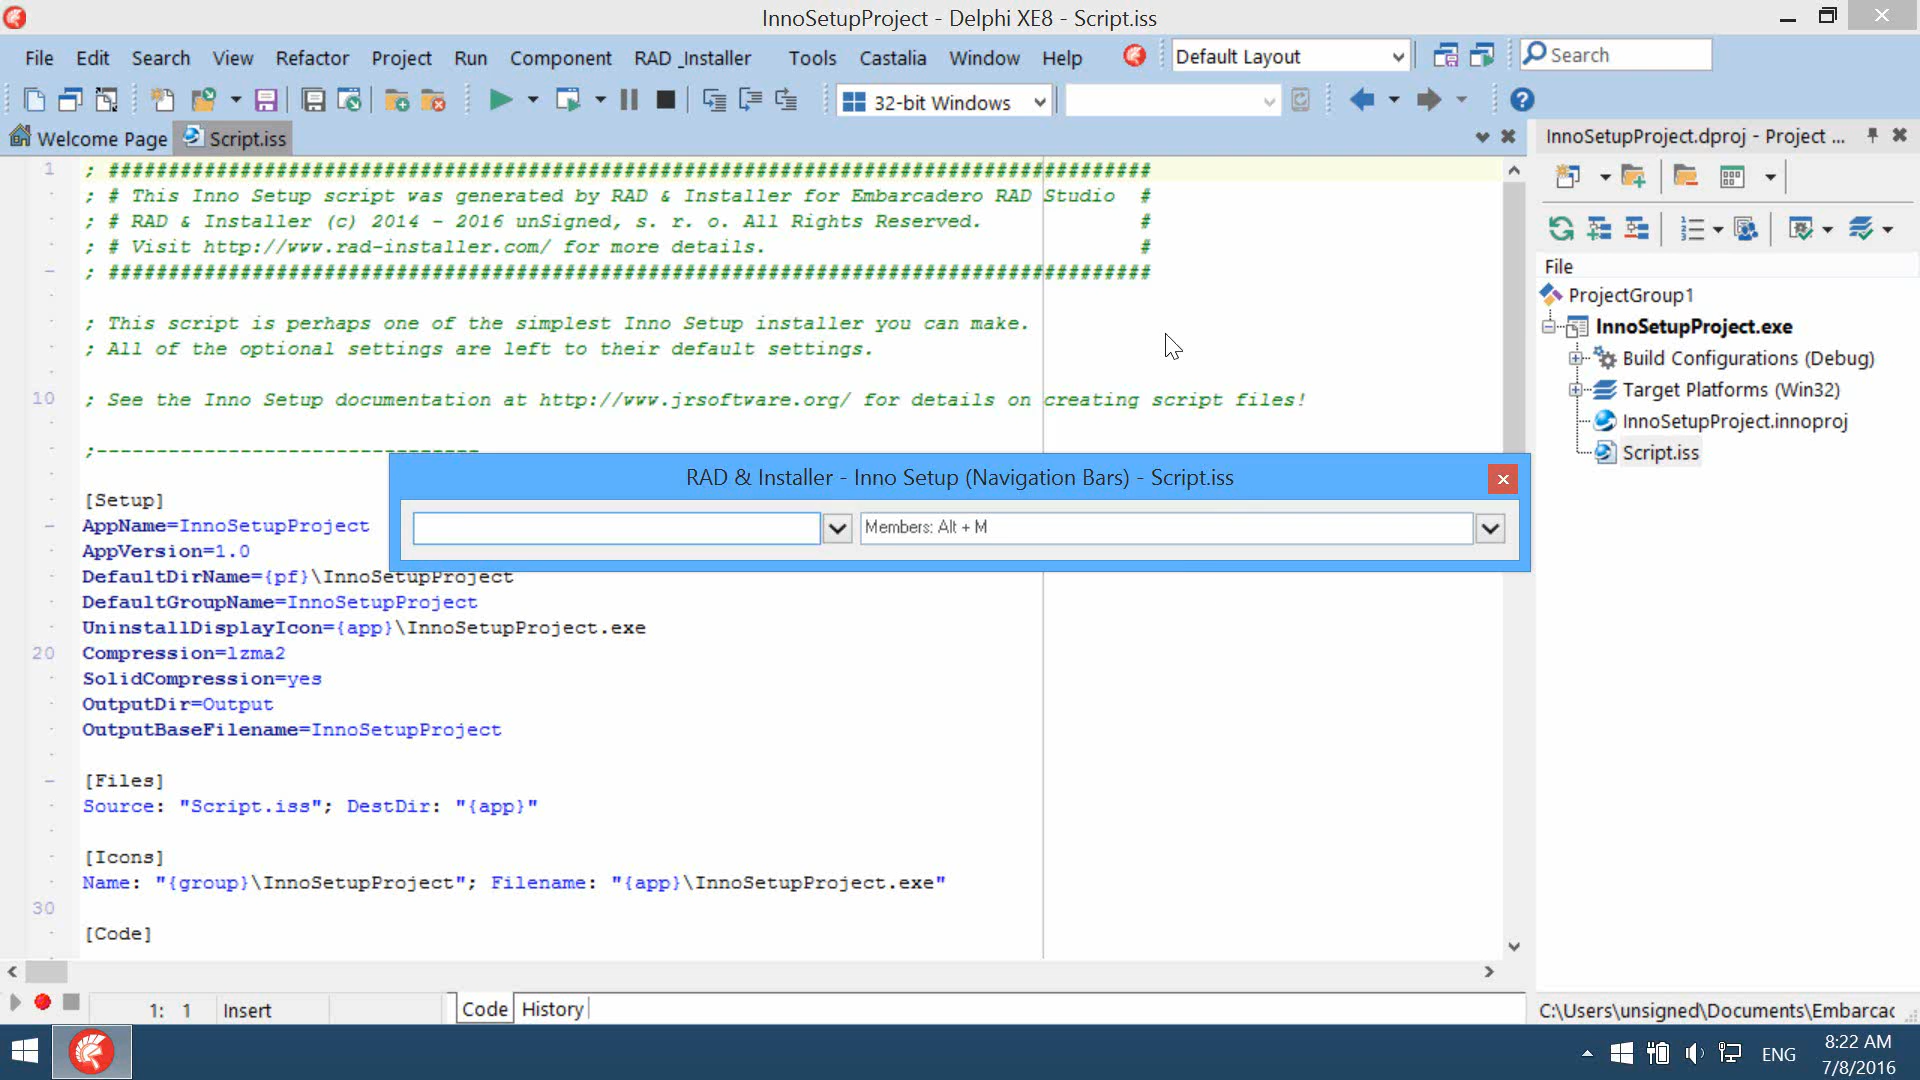 InnoSetupProject - Delphi XE8 - Script.iss
File Edit Search View Refactor Project Run Component RAD _Installer Tools Castalia Window Help Default Layout Search
32-bit Windows
Welcome Page Script.iss
InnoSetupProject.dproj - Project ...
1 ; #######################################################################################
; # This Inno Setup script was generated by RAD & Installer for Embarcadero RAD Studio #
; # RAD & Installer (c) 2014 - 2016 unSigned, s. r. o. All Rights Reserved. #
; # Visit http://www.rad-installer.com/ for more details. #
; #######################################################################################
; This script is perhaps one of the simplest Inno Setup installer you can make.
; All of the optional settings are left to their default settings.
10 ; See the Inno Setup documentation at http://www.jrsoftware.org/ for details on creating script files!
;--------------------------------
[Setup]
AppName=InnoSetupProject
AppVersion=1.0
DefaultDirName={pf}\InnoSetupProject
DefaultGroupName=InnoSetupProject
UninstallDisplayIcon={app}\InnoSetupProject.exe
20 Compression=lzma2
SolidCompression=yes
OutputDir=Output
OutputBaseFilename=InnoSetupProject
[Files]
Source: "Script.iss"; DestDir: "{app}"
[Icons]
Name: "{group}\InnoSetupProject"; Filename: "{app}\InnoSetupProject.exe"
30
[Code]
RAD & Installer - Inno Setup (Navigation Bars) - Script.iss
Members: Alt + M
File
ProjectGroup1
InnoSetupProject.exe
Build Configurations (Debug)
Target Platforms (Win32)
InnoSetupProject.innoproj
Script.iss
1: 1 Insert Code History
C:\Users\unsigned\Documents\Embarcac
ENG
8:22 AM
7/8/2016